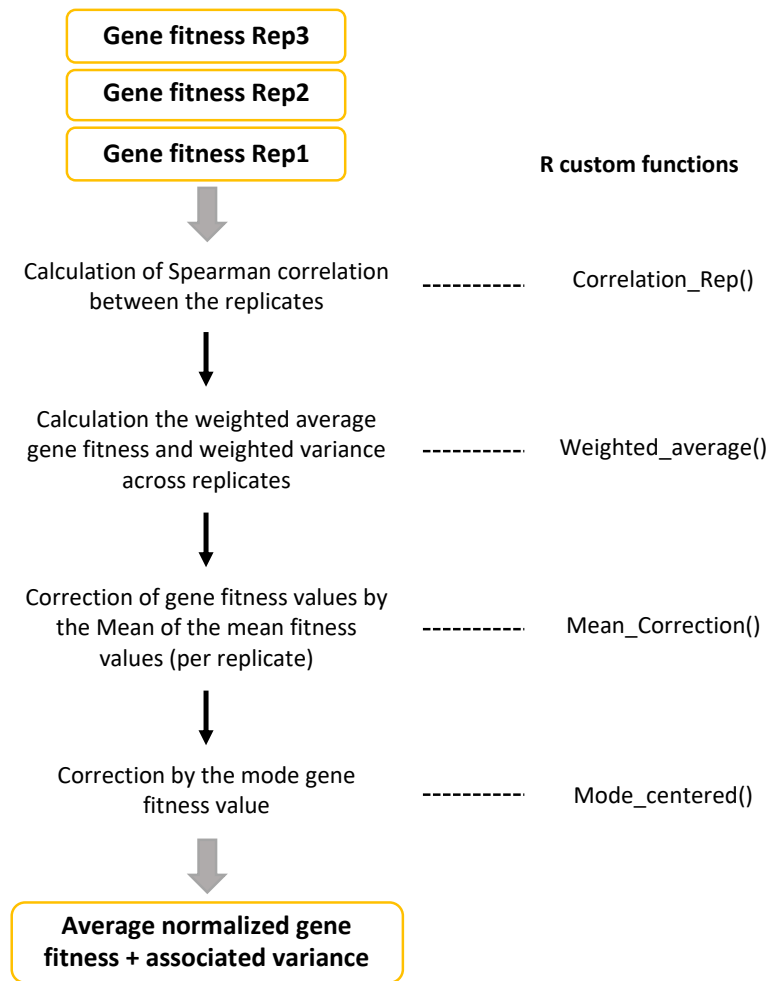 Gene fitness Rep3
Gene fitness Rep2
Gene fitness Rep1
R custom functions
Calculation of Spearman correlation
between the replicates
Correlation_Rep()
Calculation the weighted average
gene fitness and weighted variance
across replicates
Weighted_average()
Correction of gene fitness values by
the Mean of the mean fitness
values (per replicate)
Mean_Correction()
Correction by the mode gene
fitness value
Mode_centered()
Average normalized gene
fitness + associated variance